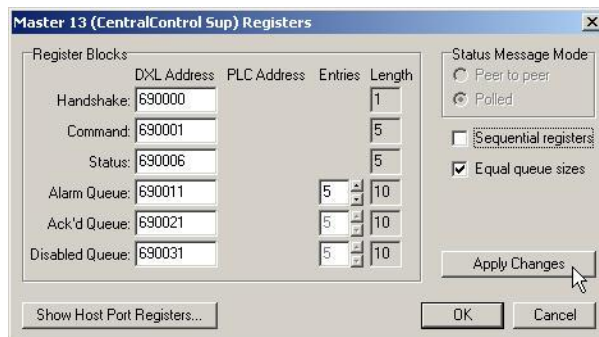 Master 13 (CentralControl Sup) Registers
Register Blocks
DXL Address PLC Address Entries Length
Handshake: 690000 1
Command: 690001 5
Status: 690006 5
Alarm Queue: 690011 5 10
Ack'd Queue: 690021 5 10
Disabled Queue: 690031 5 10
Status Message Mode
Peer to peer
Polled
Sequential registers
Equal queue sizes
Apply Changes
Show Host Port Registers...
OK
Cancel